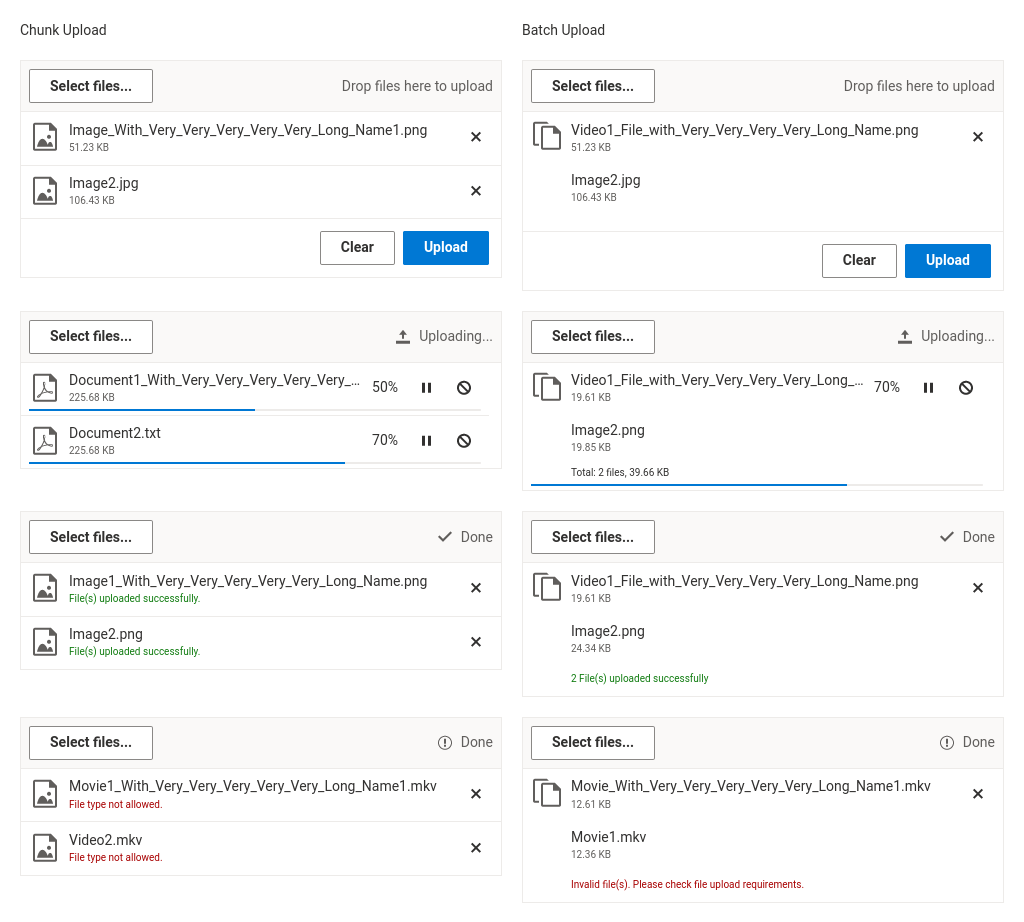 Chunk Upload
Select files...
Drop files here to upload
Image_With_Very_Very_Very_Very_Very_Long_Name1.png
51.23 KB
Image2.jpg
106.43 KB
Clear
Upload
Select files...
Uploading...
Document1_With_Very_Very_Very_Very_Very_...
225.68 KB
50%
Document2.txt
225.68 KB
70%
Select files...
Done
Image1_With_Very_Very_Very_Very_Very_Long_Name.png
File(s) uploaded successfully.
Image2.png
File(s) uploaded successfully.
Select files...
Done
Movie1_With_Very_Very_Very_Very_Very_Long_Name1.mkv
File type not allowed.
Video2.mkv
File type not allowed.
Batch Upload
Select files...
Drop files here to upload
Video1_File_with_Very_Very_Very_Very_Long_Name.png
51.23 KB
Image2.jpg
106.43 KB
Clear
Upload
Select files...
Uploading...
Video1_File_with_Very_Very_Very_Very_Long_...
19.61 KB
70%
Image2.png
19.85 KB
Total: 2 files, 39.66 KB
Select files...
Done
Video1_File_with_Very_Very_Very_Very_Long_Name.png
19.61 KB
Image2.png
24.34 KB
2 File(s) uploaded successfully
Select files...
Done
Movie_With_Very_Very_Very_Very_Very_Long_Name1.mkv
12.61 KB
Movie1.mkv
12.36 KB
Invalid file(s). Please check file upload requirements.